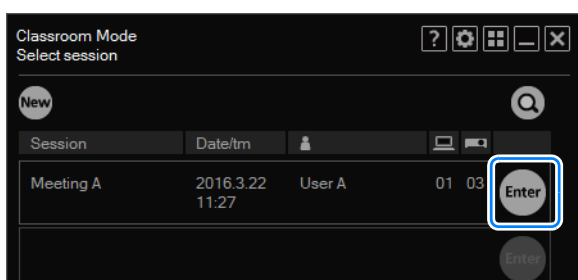 Classroom Mode
Select session
?
New
Session Date/tm
Meeting A 2016.3.22 User A 01 03 Enter
11:27
Enter